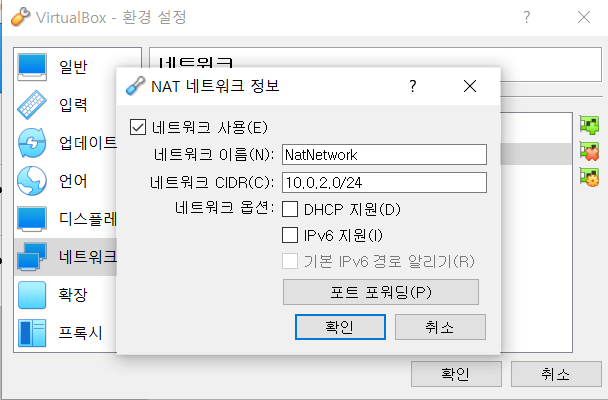 VirtualBox - 환경 설정
? ×
일반
네트워크
입력
업데이트
언어
디스플레
네트워크
확장
프록시
NAT 네트워크 정보
? ×
네트워크 사용(E)
네트워크 이름(N): NatNetwork
네트워크 CIDR(C): 10,0,2,0/24
네트워크 옵션: DHCP 지원(D)
IPv6 지원(I)
기본 IPv6 경로 알리기(R)
포트 포워딩(P)
확인 취소
확인 취소